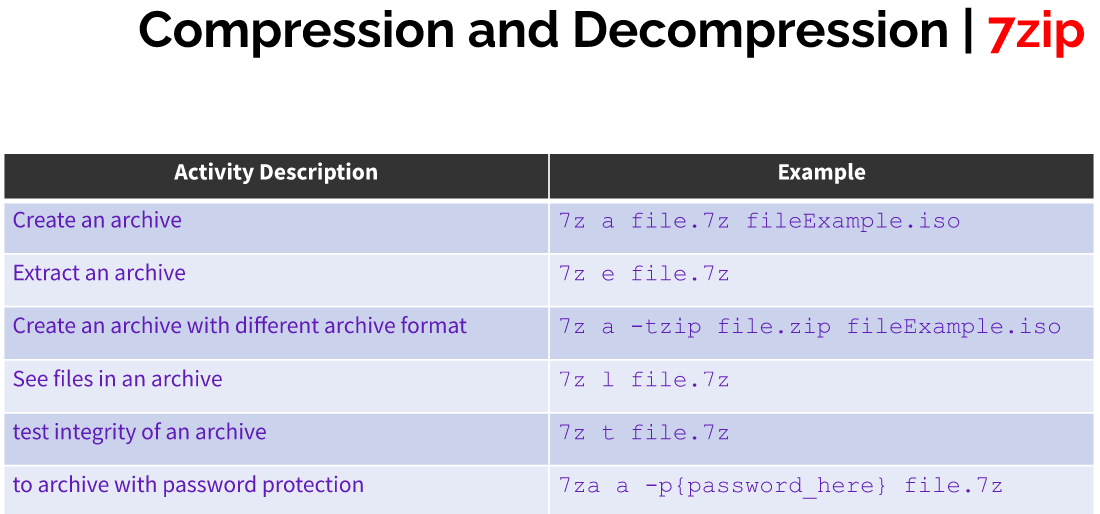 Compression and Decompression | 7zip
Activity Description Example
Create an archive 7z a file.7z fileExample.iso
Extract an archive 7z e file.7z
Create an archive with different archive format 7z a -tzip file.zip fileExample.iso
See files in an archive 7z l file.7z
test integrity of an archive 7z t file.7z
to archive with password protection 7za a -p{password_here} file.7z